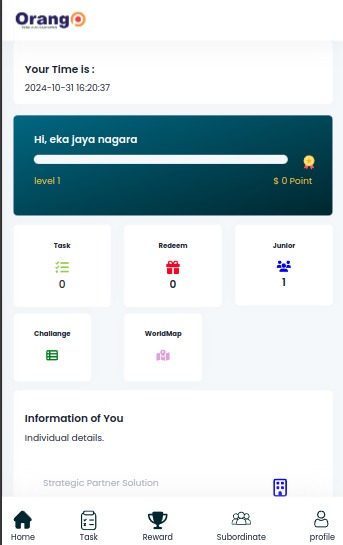 Orango
Your Time is :
2024-10-31 16:20:37
Hi, eka jaya nagara
level 1
$ 0 Point
Task
Redeem
Junior
0
0
1
Challange
WorldMap
Information of You
Individual details.
Strategic Partner Solution
Home
Task
Reward
Subordinate
profile